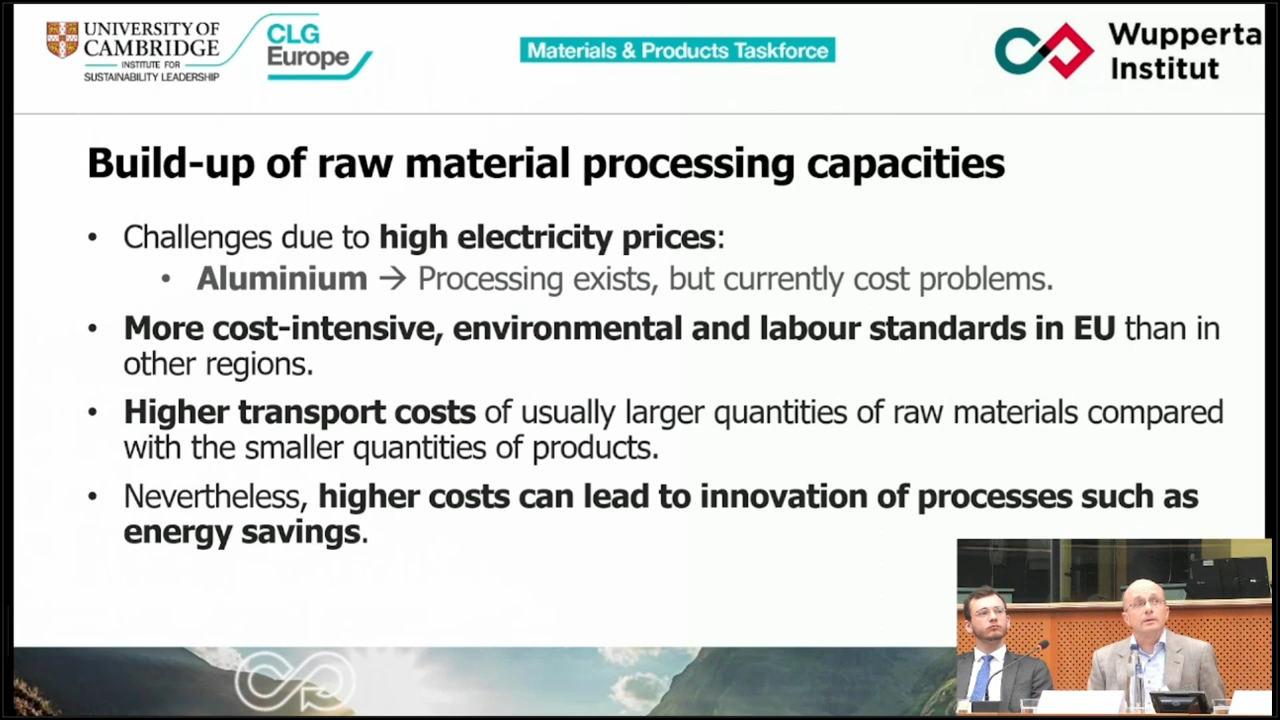 UNIVERSITY OF
CAMBRIDGE
INSTITUTE FOR
SUSTAINABILITY LEADERSHIP
CLG
Europe
Materials & Products Taskforce
Wupperta
Institut
Build-up of raw material processing capacities
• Challenges due to high electricity prices:
• Aluminium → Processing exists, but currently cost problems.
• More cost-intensive, environmental and labour standards in EU than in
other regions.
• Higher transport costs of usually larger quantities of raw materials compared
with the smaller quantities of products.
• Nevertheless, higher costs can lead to innovation of processes such as
energy savings.